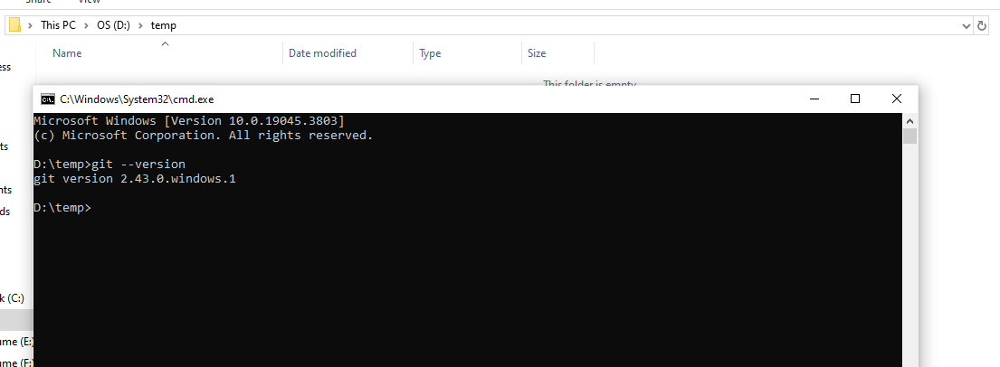 Share View
This PC > OS (D:) > temp
Name Date modified Type Size
ess
This folder is empty.
C:\Windows\System32\cmd.exe
Microsoft Windows [Version 10.0.19045.3803]
(c) Microsoft Corporation. All rights reserved.
ts
D:\temp>git --version
git version 2.43.0.windows.1
nts
D:\temp>
ds
k (C:)
ume (E:)
ume (F:)